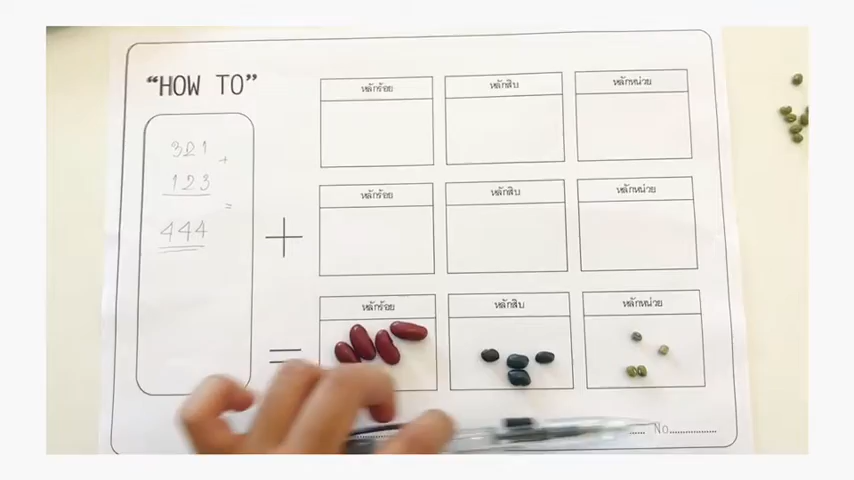 “HOW TO”
321 +
123
=
444
หลักร้อย หลักสิบ หลักหน่วย
+
หลักร้อย หลักสิบ หลักหน่วย
=
หลักร้อย หลักสิบ หลักหน่วย
No